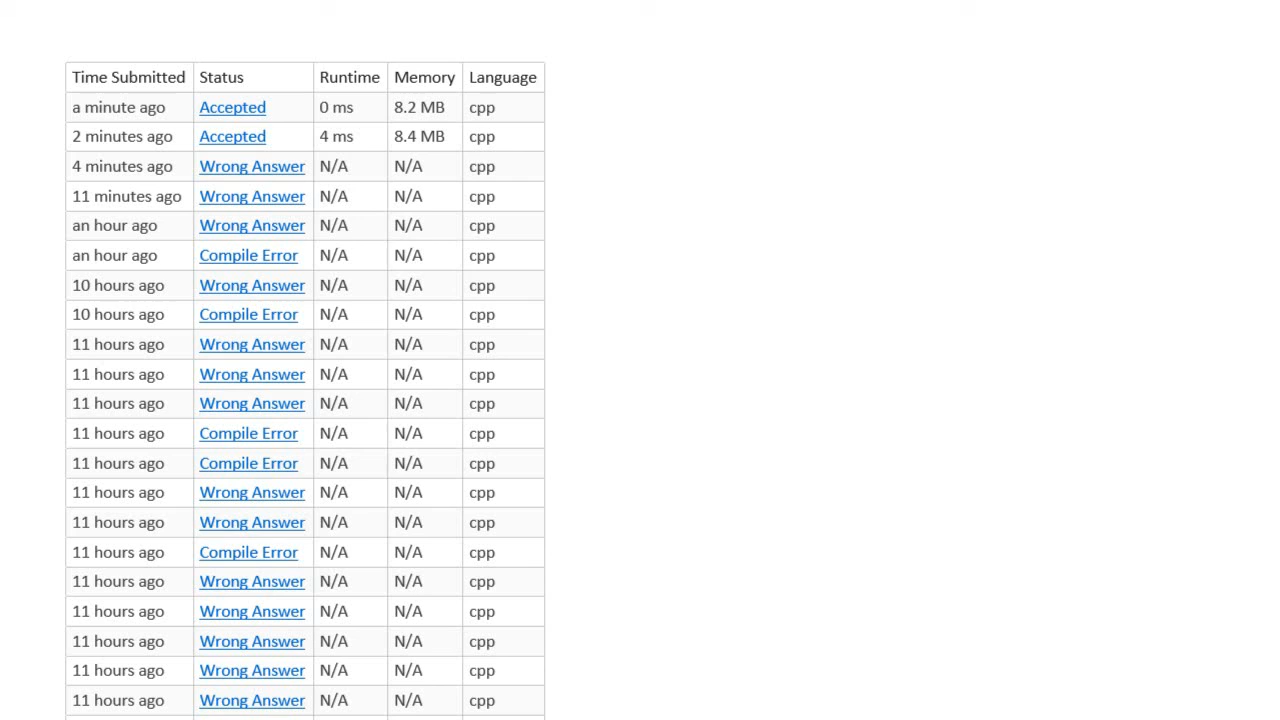 Time Submitted Status Runtime Memory Language
a minute ago Accepted 0 ms 8.2 MB cpp
2 minutes ago Accepted 4 ms 8.4 MB cpp
4 minutes ago Wrong Answer N/A N/A cpp
11 minutes ago Wrong Answer N/A N/A cpp
an hour ago Wrong Answer N/A N/A cpp
an hour ago Compile Error N/A N/A cpp
10 hours ago Wrong Answer N/A N/A cpp
10 hours ago Compile Error N/A N/A cpp
11 hours ago Wrong Answer N/A N/A cpp
11 hours ago Wrong Answer N/A N/A cpp
11 hours ago Wrong Answer N/A N/A cpp
11 hours ago Compile Error N/A N/A cpp
11 hours ago Compile Error N/A N/A cpp
11 hours ago Wrong Answer N/A N/A cpp
11 hours ago Wrong Answer N/A N/A cpp
11 hours ago Compile Error N/A N/A cpp
11 hours ago Wrong Answer N/A N/A cpp
11 hours ago Wrong Answer N/A N/A cpp
11 hours ago Wrong Answer N/A N/A cpp
11 hours ago Wrong Answer N/A N/A cpp
11 hours ago Wrong Answer N/A N/A cpp